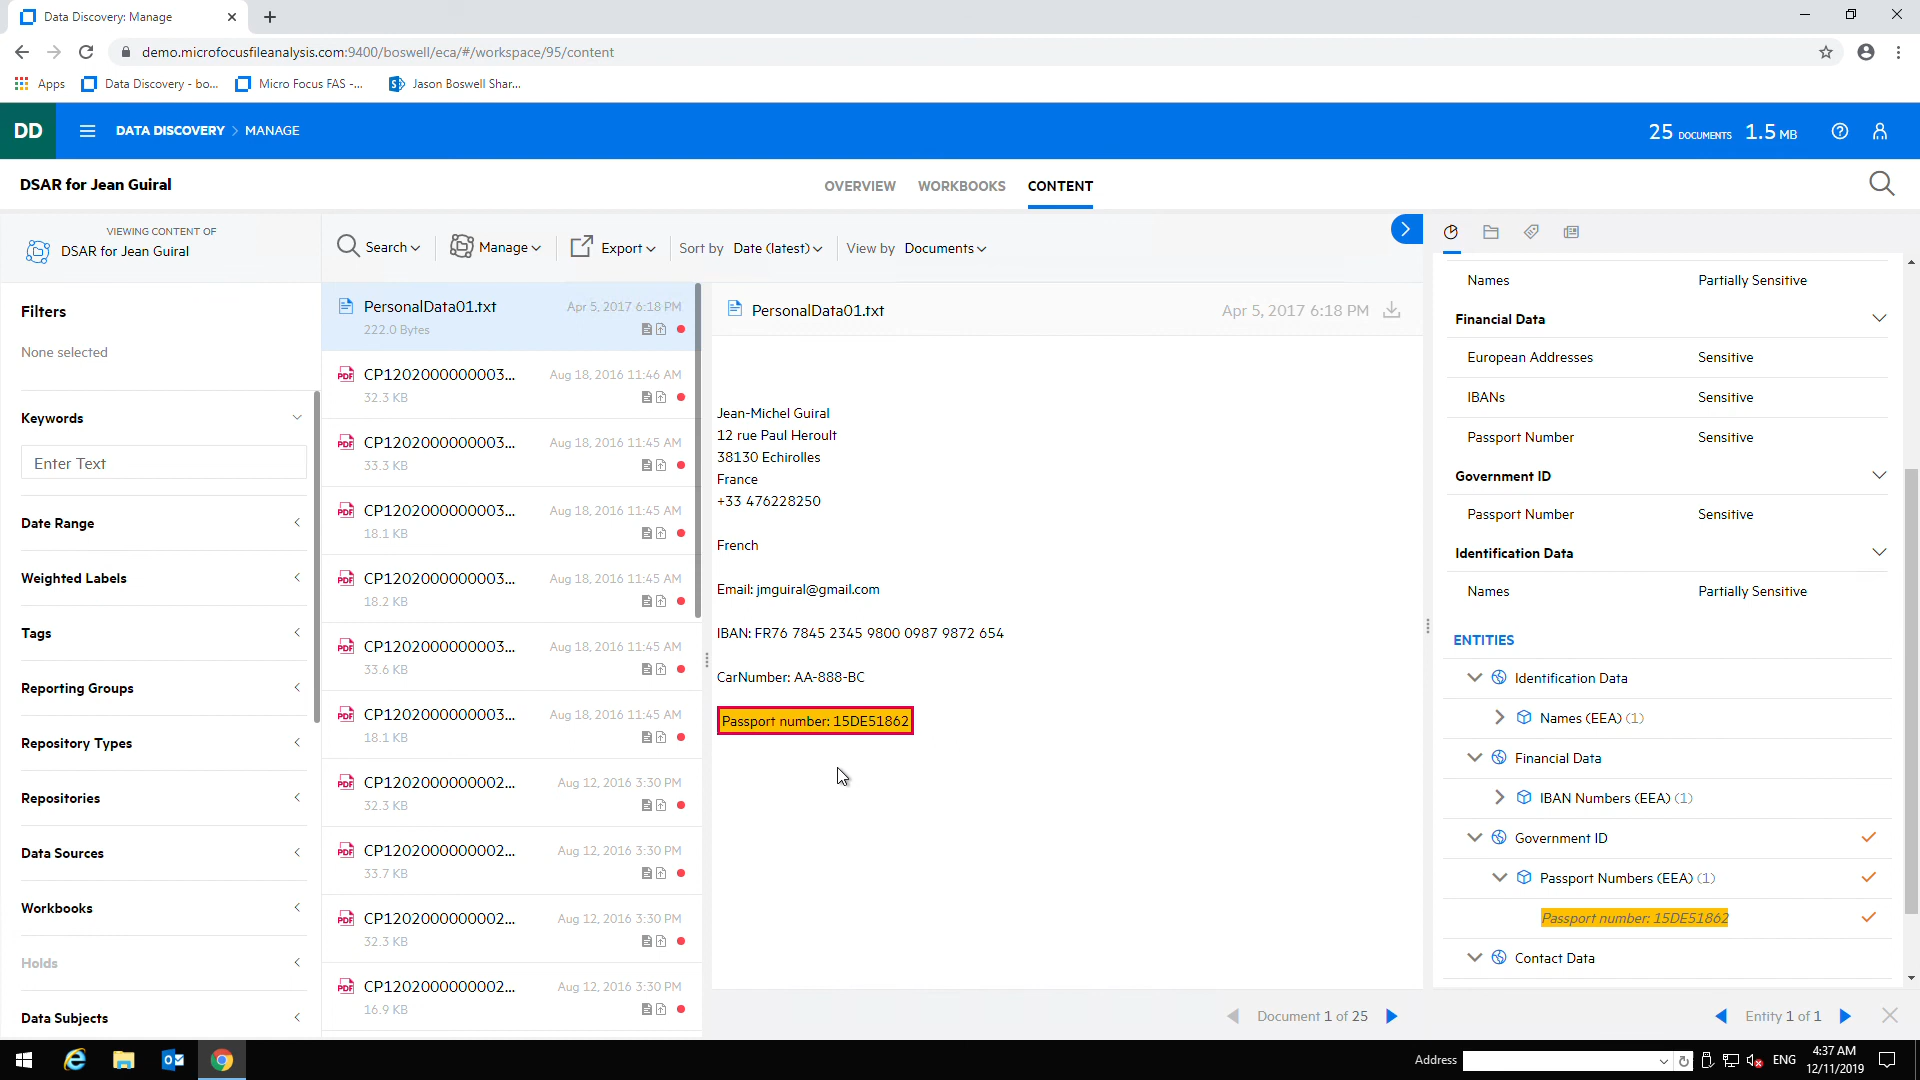 Data Discovery: Manage
demo.microfocusfileanalysis.com:9400/boswell/eca/#/workspace/95/content
Apps
Data Discovery - bo...
Micro Focus FAS -...
Jason Boswell Shar...
DD
DATA DISCOVERY > MANAGE
25 DOCUMENTS 1.5 MB
DSAR for Jean Guiral
OVERVIEW
WORKBOOKS
CONTENT
VIEWING CONTENT OF
DSAR for Jean Guiral
Filters
None selected
Keywords
Enter Text
Date Range
Weighted Labels
Tags
Reporting Groups
Repository Types
Repositories
Data Sources
Workbooks
Holds
Data Subjects
Search
Manage
Export
Sort by Date (latest)
View by Documents
PersonalData01.txt Apr 5, 2017 6:18 PM
222.0 Bytes
CP1202000000003... Aug 18, 2016 11:46 AM
32.3 KB
CP1202000000003... Aug 18, 2016 11:45 AM
33.3 KB
CP1202000000003... Aug 18, 2016 11:45 AM
18.1 KB
CP1202000000003... Aug 18, 2016 11:45 AM
18.2 KB
CP1202000000003... Aug 18, 2016 11:45 AM
33.6 KB
CP1202000000003... Aug 18, 2016 11:45 AM
18.1 KB
CP1202000000002... Aug 12, 2016 3:30 PM
32.3 KB
CP1202000000002... Aug 12, 2016 3:30 PM
33.7 KB
CP1202000000002... Aug 12, 2016 3:30 PM
32.3 KB
CP1202000000002... Aug 12, 2016 3:30 PM
16.9 KB
PersonalData01.txt Apr 5, 2017 6:18 PM
Jean-Michel Guiral
12 rue Paul Heroult
38130 Echirolles
France
+33 476228250
French
Email: jmguiral@gmail.com
IBAN: FR76 7845 2345 9800 0987 9872 654
CarNumber: AA-888-BC
Passport number: 15DE51862
Document 1 of 25
Names Partially Sensitive
Financial Data
European Addresses Sensitive
IBANs Sensitive
Passport Number Sensitive
Government ID
Passport Number Sensitive
Identification Data
Names Partially Sensitive
ENTITIES
Identification Data
Names (EEA) (1)
Financial Data
IBAN Numbers (EEA) (1)
Government ID
Passport Numbers (EEA) (1)
Passport number: 15DE51862
Contact Data
Entity 1 of 1
Address
ENG
4:37 AM
12/11/2019